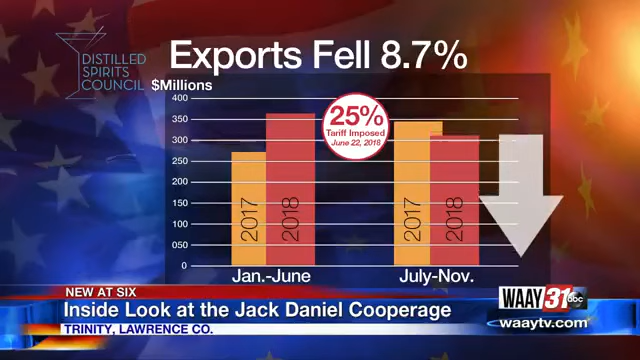 DISTILLED
SPIRITS
COUNCIL
Exports Fell 8.7%
$Millions
400
350
300
250
200
150
100
050
0
25%
Tariff Imposed
June 22, 2018
2017
2018
2017
2018
Jan.-June
July-Nov.
NEW AT SIX
Inside Look at the Jack Daniel Cooperage
TRINITY, LAWRENCE CO.
WAAY 31 abc
waaytv.com